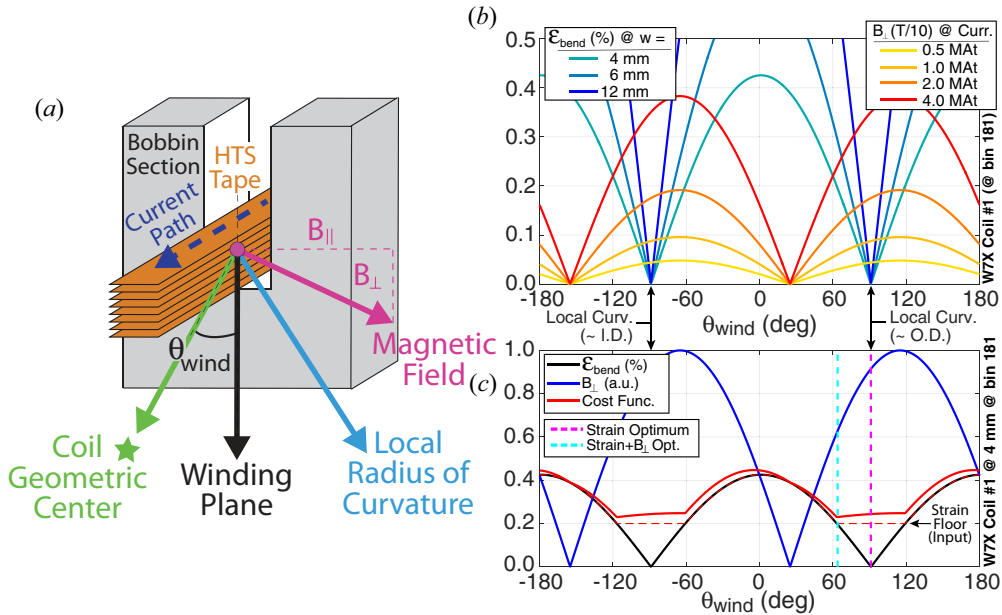 (a)
Bobbin
Section
HTS
Tape
Current
Path
B∥
B⊥
Magnetic
Field
θwind
Coil
Geometric
Center
Winding
Plane
Local
Radius of
Curvature
(b)
Ɛbend (%) @ w =
4 mm
6 mm
12 mm
B⊥(T/10) @ Curr.
0.5 MAt
1.0 MAt
2.0 MAt
4.0 MAt
0.5
0.4
0.3
0.2
0.1
0.0
-180 -120 -60 0 60 120 180
θwind (deg)
W7X Coil #1 (@ bin 181)
Local Curv.
(~ I.D.)
Local Curv.
(~ O.D.)
(c)
Ɛbend (%)
B⊥ (a.u.)
Cost Func.
Strain Optimum
Strain+B⊥ Opt.
1.0
0.8
0.6
0.4
0.2
0.0
Strain
Floor
(Input)
-180 -120 -60 0 60 120 180
θwind (deg)
W7X Coil #1 @ 4 mm @ bin 181